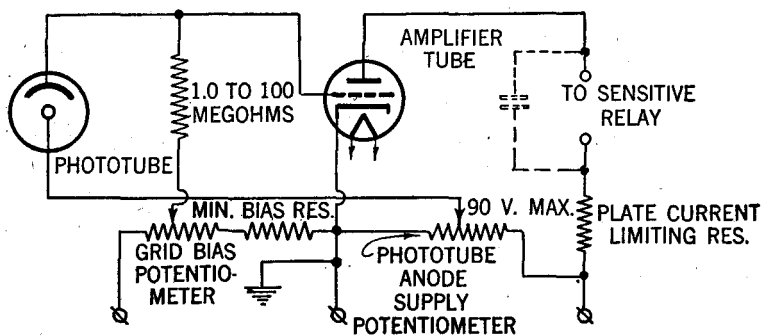 AMPLIFIER
TUBE
1.0 TO 100
MEGOHMS
TO SENSITIVE
RELAY
PHOTOTUBE
MIN. BIAS RES.
90 V. MAX.
PLATE CURRENT
LIMITING RES.
GRID BIAS
POTENTIO-
METER
PHOTOTUBE
ANODE
SUPPLY
POTENTIOMETER